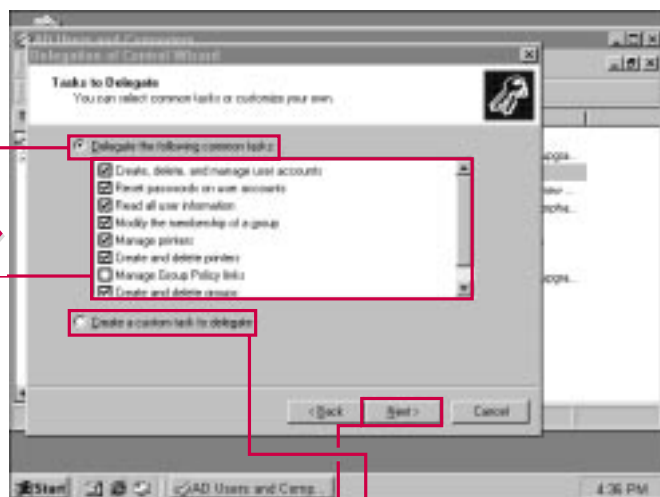 AD Users and Computers
Delegation of Control Wizard
Tasks to Delegate
You can select common tasks or customize your own.
Delegate the following common tasks:
Create, delete, and manage user accounts
Reset passwords on user accounts
Read all user information
Modify the membership of a group
Manage printers
Create and delete printers
Manage Group Policy links
Create and delete groups
Create a custom task to delegate
< Back Next > Cancel
Start AD Users and Comp... 4:36 PM